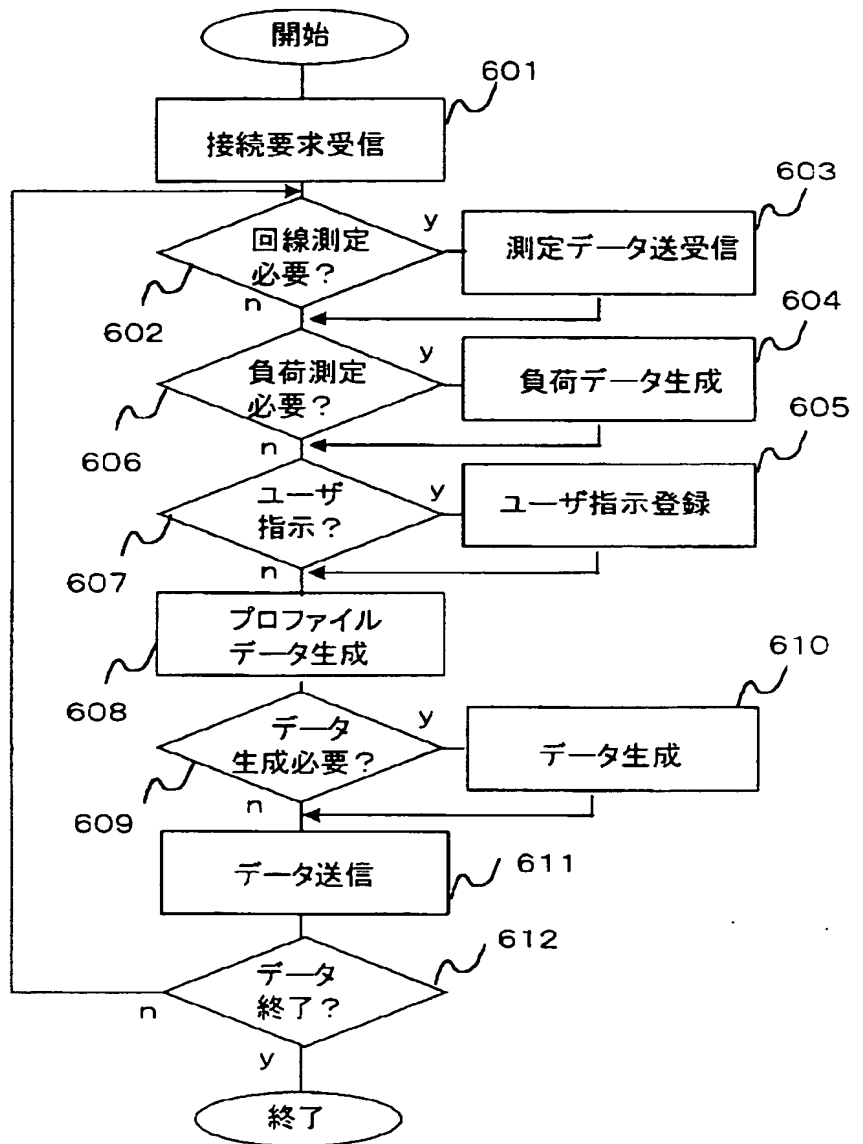 開始
601
接続要求受信
603
回線測定
必要？
y
測定データ送受信
n
602
604
負荷測定
必要？
y
負荷データ生成
n
606
605
ユーザ
指示？
y
ユーザ指示登録
n
607
プロファイル
データ生成
608
610
データ
生成必要？
y
データ生成
n
609
データ送信
611
612
データ
終了？
n
y
終了